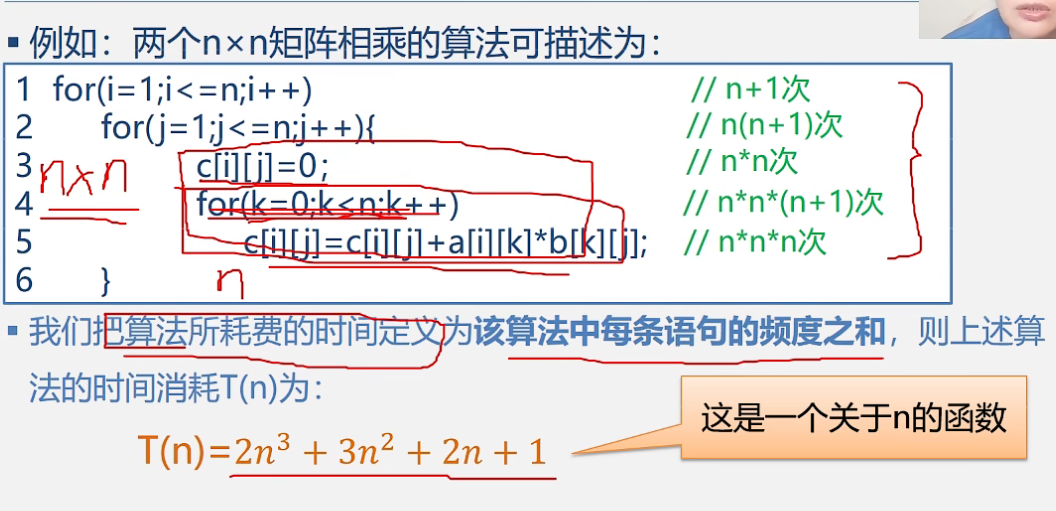 ▪ 例如：两个n×n矩阵相乘的算法可描述为：
1 for(i=1;i<=n;i++) // n+1次
2 for(j=1;j<=n;j++){ // n(n+1)次
3 c[i][j]=0; // n*n次
n×n
4 for(k=0;k<n;k++) // n*n*(n+1)次
5 c[i][j]=c[i][j]+a[i][k]*b[k][j]; // n*n*n次
6 }
n
▪ 我们把算法所耗费的时间定义为该算法中每条语句的频度之和，则上述算
法的时间消耗T(n)为：
这是一个关于n的函数
T(n)=2n³ + 3n² + 2n + 1